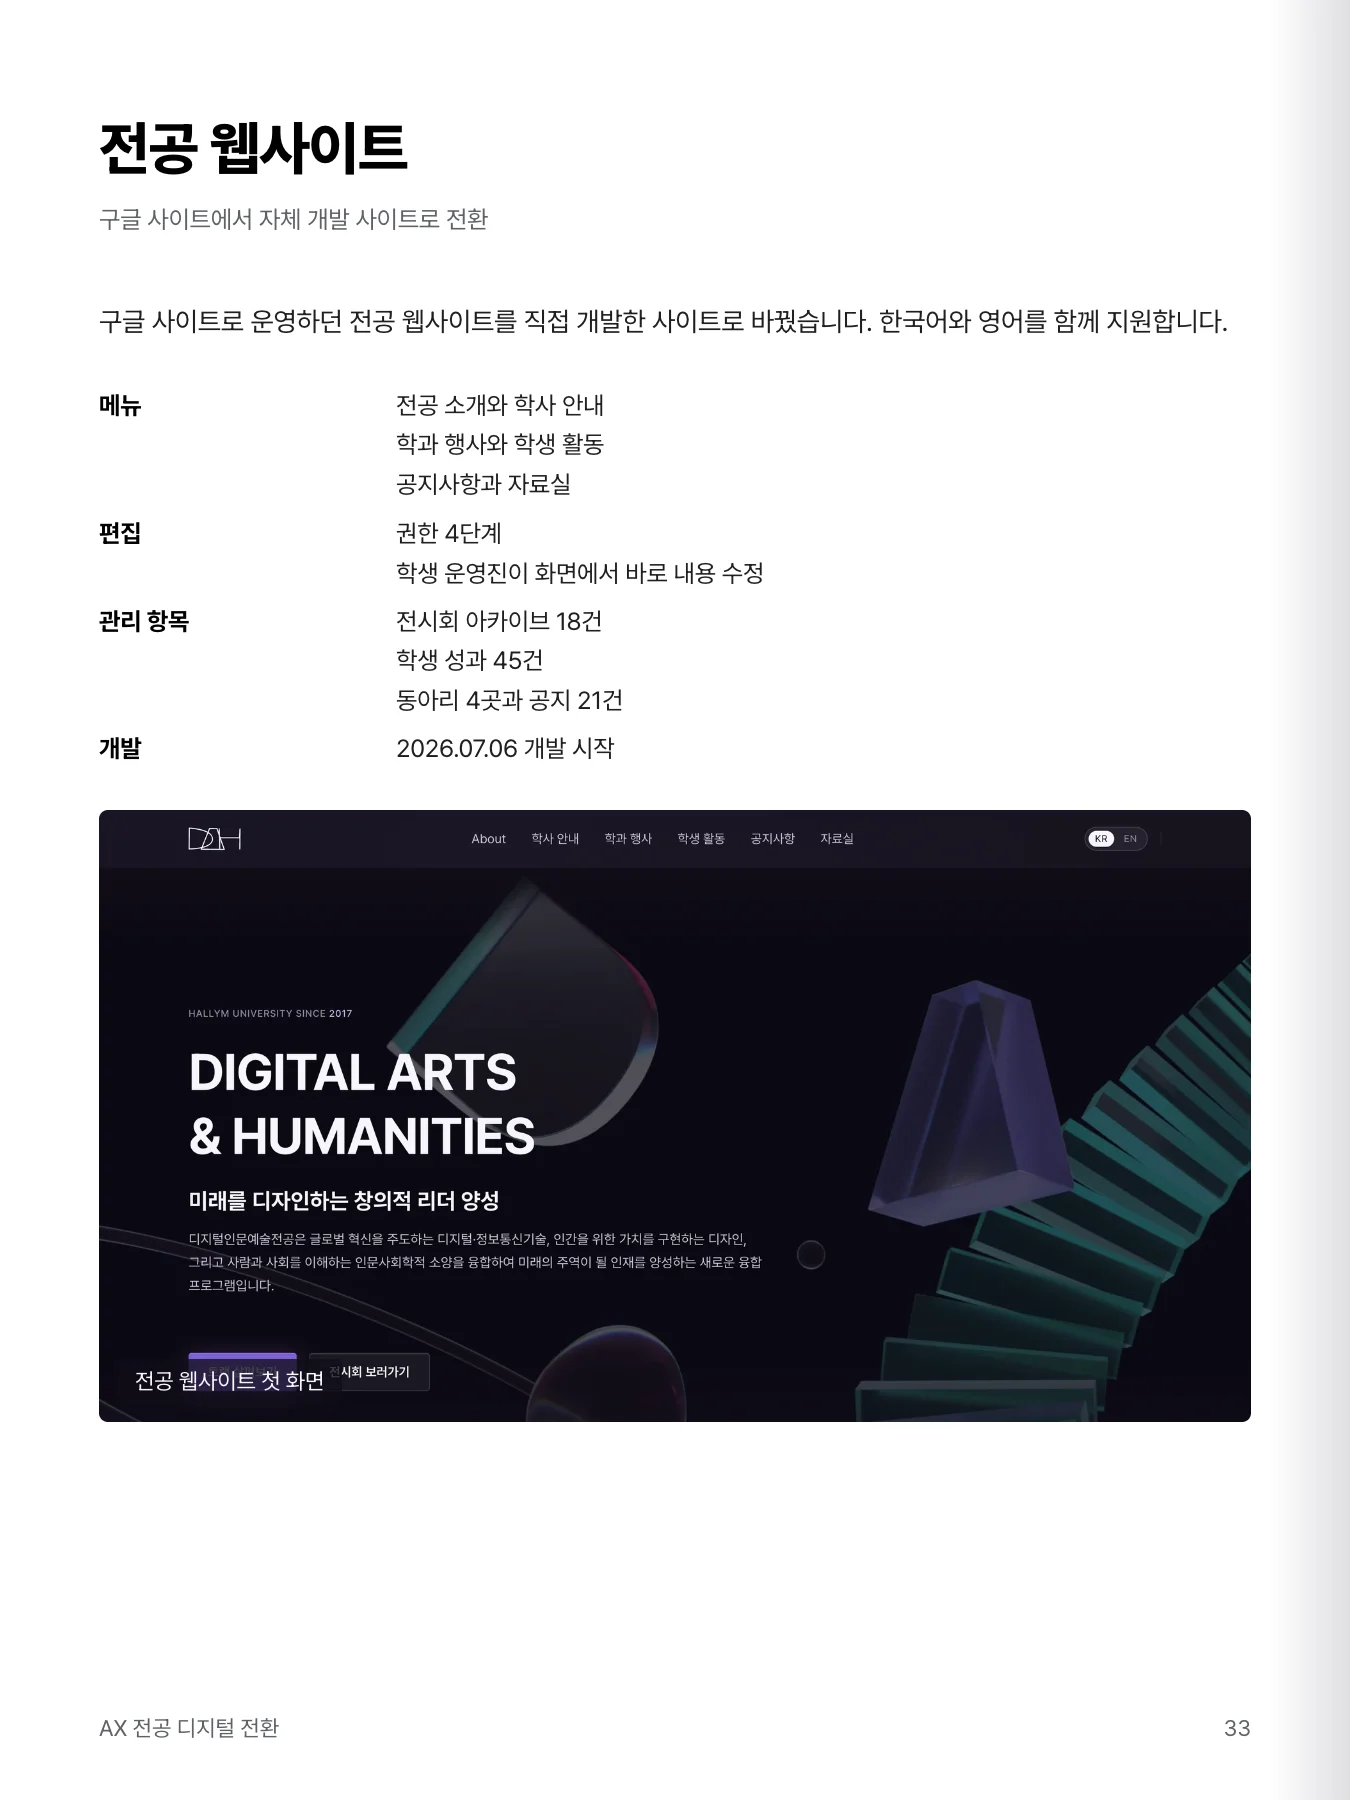 전공 웹사이트
구글 사이트에서 자체 개발 사이트로 전환
구글 사이트로 운영하던 전공 웹사이트를 직접 개발한 사이트로 바꿨습니다. 한국어와 영어를 함께 지원합니다.
메뉴
전공 소개와 학사 안내
학과 행사와 학생 활동
공지사항과 자료실
편집
권한 4단계
학생 운영진이 화면에서 바로 내용 수정
관리 항목
전시회 아카이브 18건
학생 성과 45건
동아리 4곳과 공지 21건
개발
2026.07.06 개발 시작
DAH About 학사 안내 학과 행사 학생 활동 공지사항 자료실 KR EN
HALLYM UNIVERSITY SINCE 2017
DIGITAL ARTS
& HUMANITIES
미래를 디자인하는 창의적 리더 양성
디지털인문예술전공은 글로벌 혁신을 주도하는 디지털·정보통신기술, 인간을 위한 가치를 구현하는 디자인,
그리고 사람과 사회를 이해하는 인문사회학적 소양을 융합하여 미래의 주역이 될 인재를 양성하는 새로운 융합
프로그램입니다.
전시회 보러가기
전공 웹사이트 첫 화면
AX 전공 디지털 전환
33